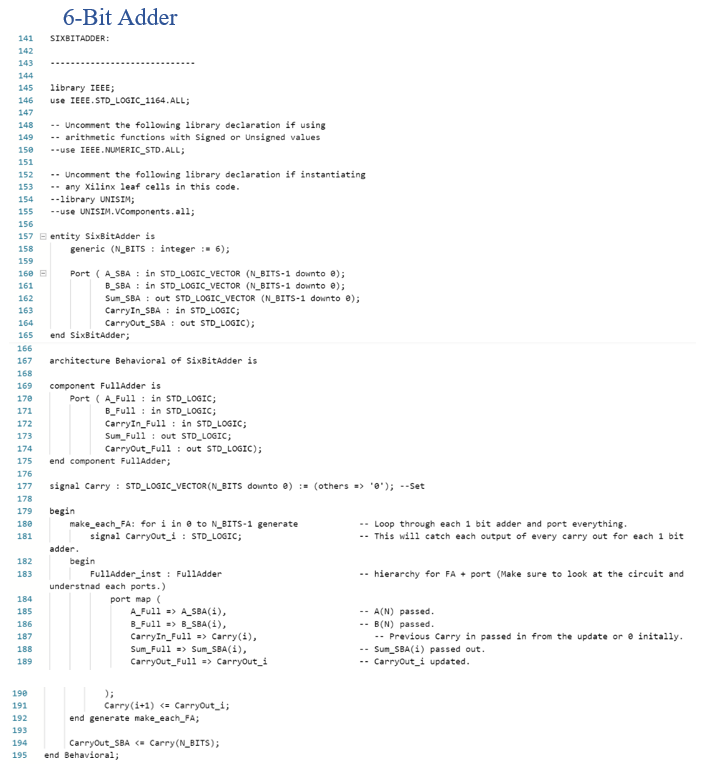 6-Bit Adder
141 SIXBITADDER:
142
143 ----------------------------
144
145 library IEEE;
146 use IEEE.STD_LOGIC_1164.ALL;
147
148 -- Uncomment the following library declaration if using
149 -- arithmetic functions with Signed or Unsigned values
150 --use IEEE.NUMERIC_STD.ALL;
151
152 -- Uncomment the following library declaration if instantiating
153 -- any Xilinx leaf cells in this code.
154 --library UNISIM;
155 --use UNISIM.VComponents.all;
156
157 entity SixBitAdder is
158 generic (N_BITS : integer := 6);
159
160 Port ( A_SBA : in STD_LOGIC_VECTOR (N_BITS-1 downto 0);
161 B_SBA : in STD_LOGIC_VECTOR (N_BITS-1 downto 0);
162 Sum_SBA : out STD_LOGIC_VECTOR (N_BITS-1 downto 0);
163 CarryIn_SBA : in STD_LOGIC;
164 CarryOut_SBA : out STD_LOGIC);
165 end SixBitAdder;
166
167 architecture Behavioral of SixBitAdder is
168
169 component FullAdder is
170 Port ( A_Full : in STD_LOGIC;
171 B_Full : in STD_LOGIC;
172 CarryIn_Full : in STD_LOGIC;
173 Sum_Full : out STD_LOGIC;
174 CarryOut_Full : out STD_LOGIC);
175 end component FullAdder;
176
177 signal Carry : STD_LOGIC_VECTOR(N_BITS downto 0) := (others => '0'); --Set
178
179 begin
180 make_each_FA: for i in 0 to N_BITS-1 generate -- Loop through each 1 bit adder and port everything.
181 signal CarryOut_i : STD_LOGIC; -- This will catch each output of every carry out for each 1 bit
adder.
182 begin
183 FullAdder_inst : FullAdder -- hierarchy for FA + port (Make sure to look at the circuit and
understnad each ports.)
184 port map (
185 A_Full => A_SBA(i), -- A(N) passed.
186 B_Full => B_SBA(i), -- B(N) passed.
187 CarryIn_Full => Carry(i), -- Previous Carry in passed in from the update or 0 initally.
188 Sum_Full => Sum_SBA(i), -- Sum_SBA(i) passed out.
189 CarryOut_Full => CarryOut_i -- CarryOut_i updated.
190 );
191 Carry(i+1) <= CarryOut_i;
192 end generate make_each_FA;
193
194 CarryOut_SBA <= Carry(N_BITS);
195 end Behavioral;